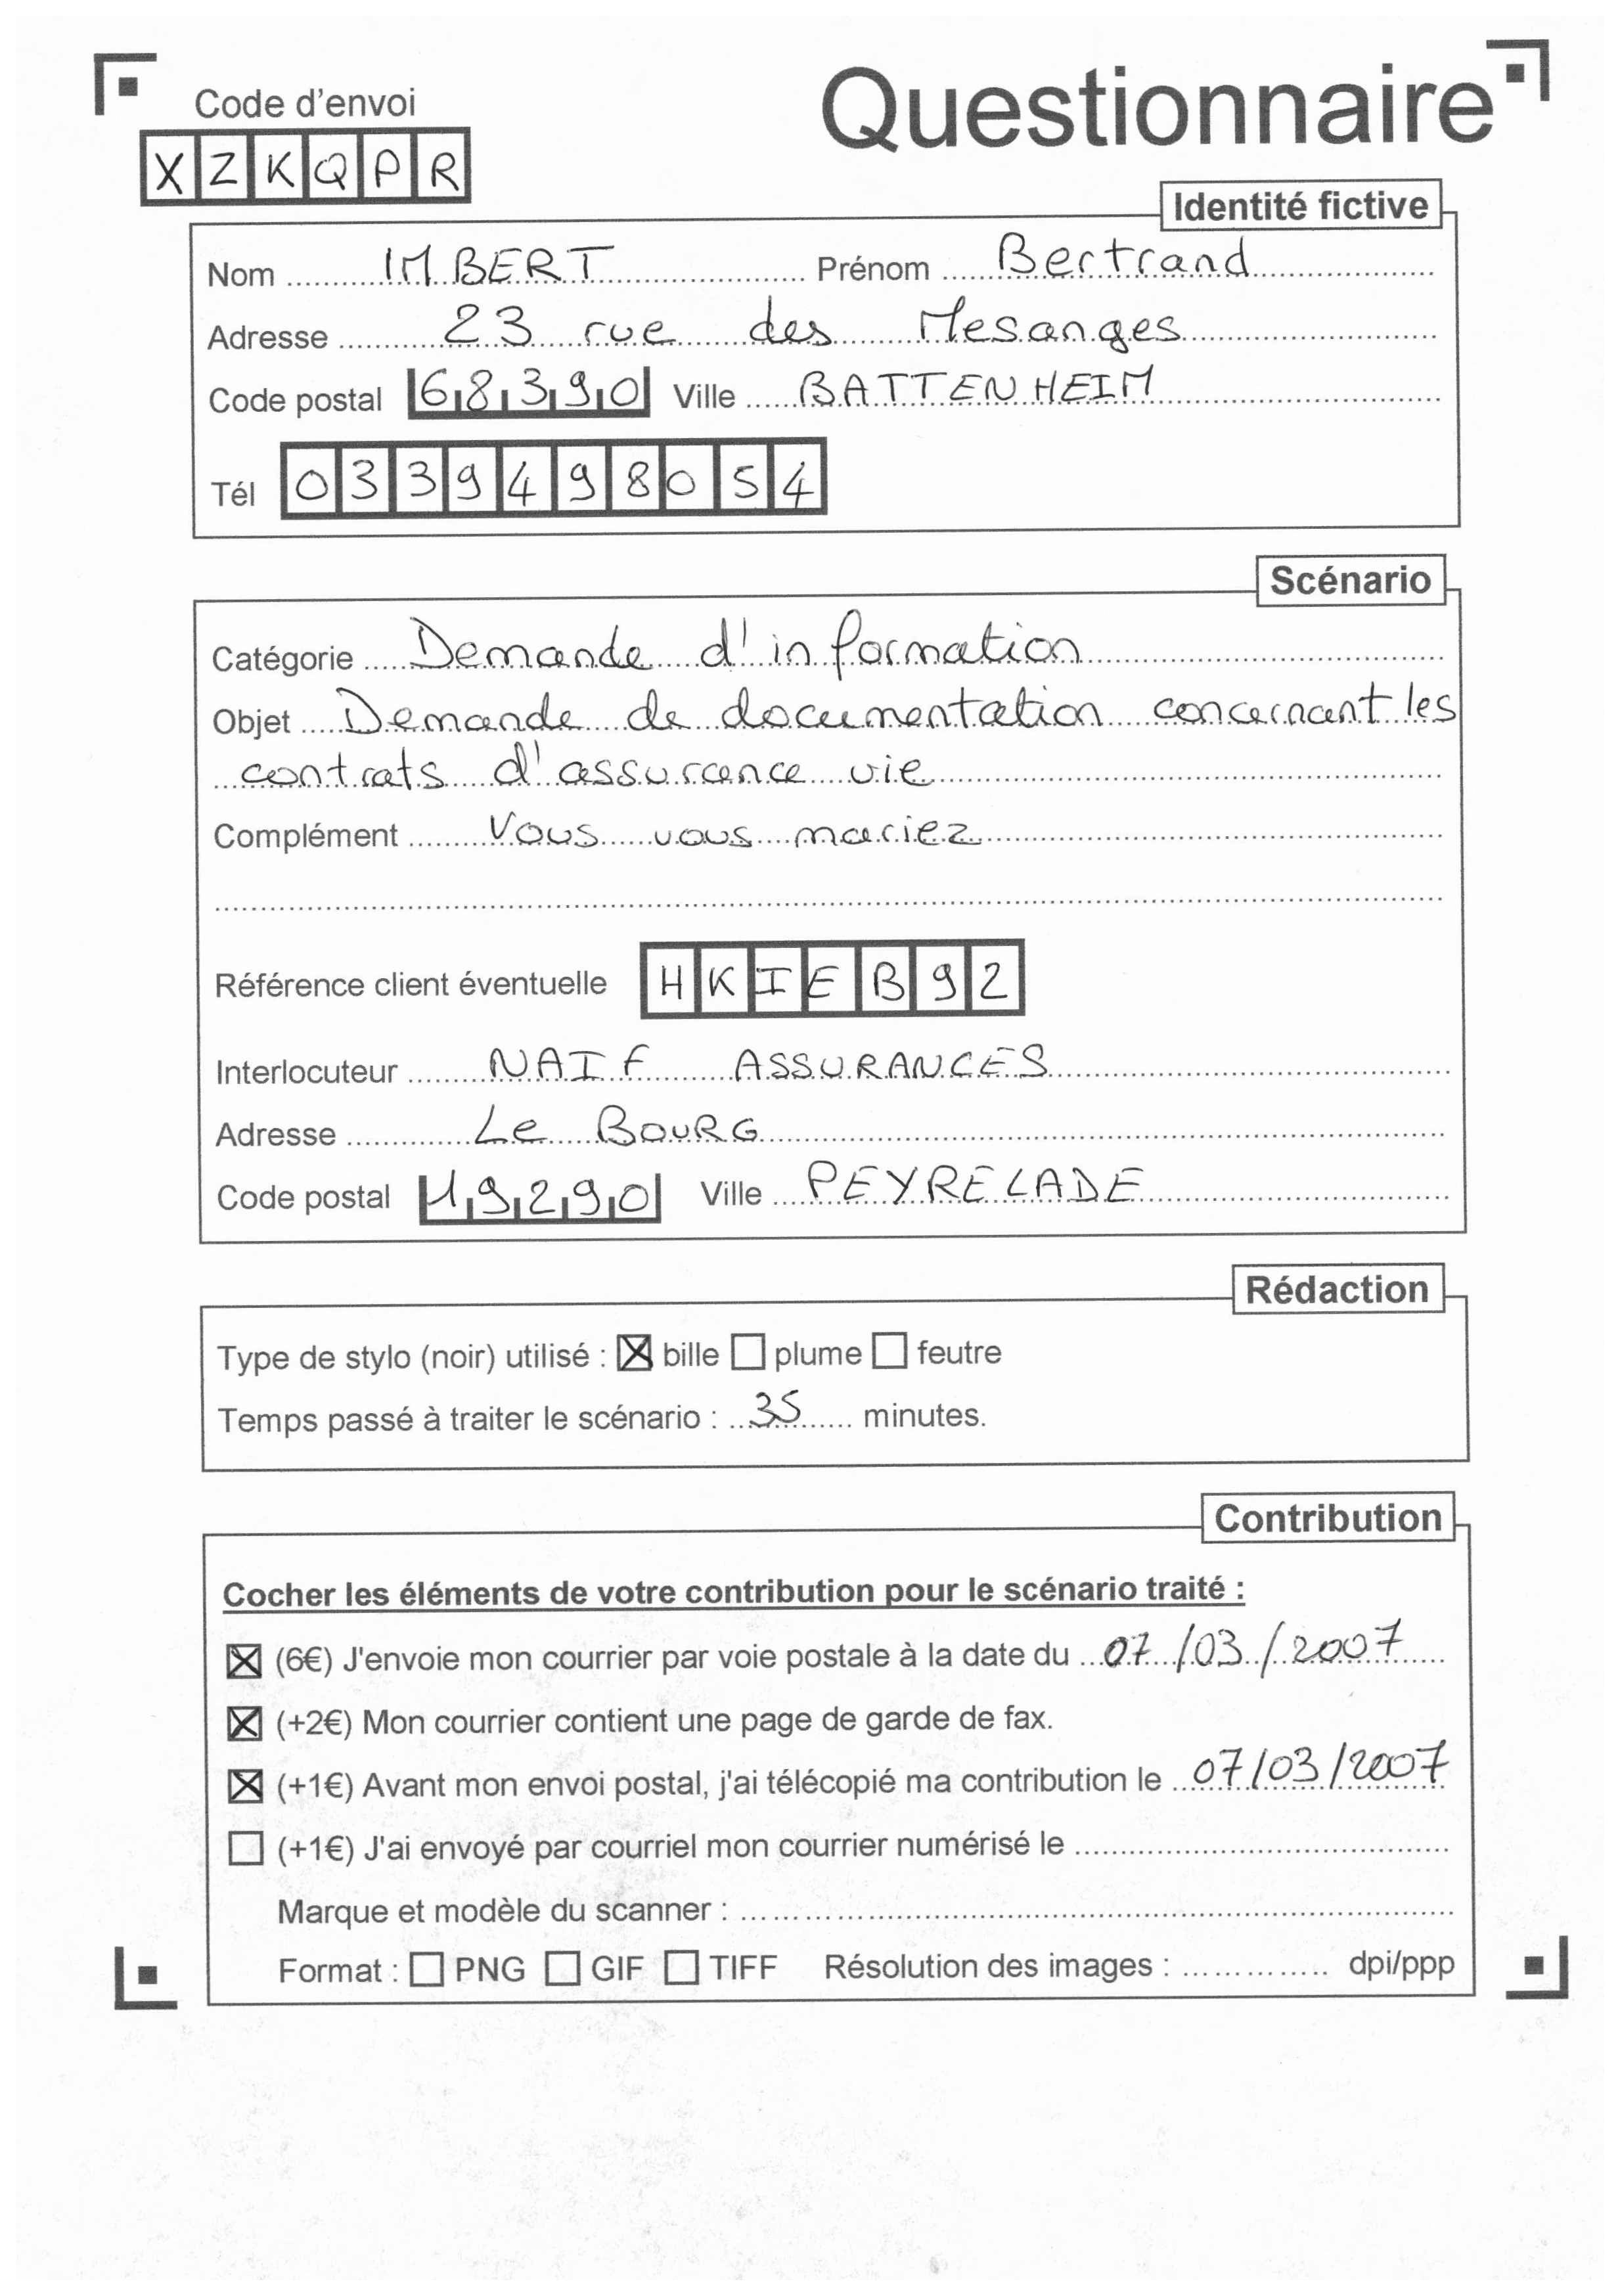 Questionnaire
Code d'envoi
XZKQPR
Identité fictive
Nom IMBERT Prénom Bertrand
Adresse 23 rue des Mesanges
Code postal 68390 Ville BATTENHEIM
Tél 0339498054
Scénario
Catégorie Demande d'information
Objet Demande de documentation concernant les
contrats d'assurance vie
Complément Vous vous mariez
Référence client éventuelle HKIEB92
Interlocuteur NAIF ASSURANCES
Adresse Le BOURG
Code postal 19290 Ville PEYRELADE
Rédaction
Type de stylo (noir) utilisé : ☒ bille ☐ plume ☐ feutre
Temps passé à traiter le scénario : 35 minutes.
Contribution
Cocher les éléments de votre contribution pour le scénario traité :
☒ (6€) J'envoie mon courrier par voie postale à la date du 07/03/2007
☒ (+2€) Mon courrier contient une page de garde de fax.
☒ (+1€) Avant mon envoi postal, j'ai télécopié ma contribution le 07/03/2007
☐ (+1€) J'ai envoyé par courriel mon courrier numérisé le
Marque et modèle du scanner :
Format : ☐ PNG ☐ GIF ☐ TIFF Résolution des images : dpi/ppp